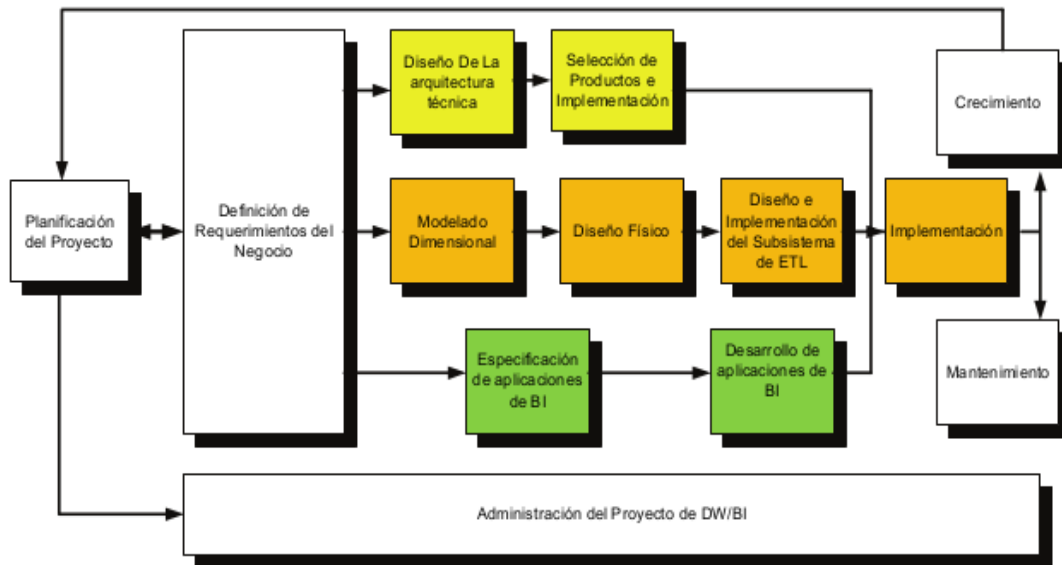 Diseño De La
arquitectura
técnica
Selección de
Productos e
Implementación
Crecimiento
Planificación
del Proyecto
Definición de
Requerimientos del
Negocio
Modelado
Dimensional
Diseño Físico
Diseño e
Implementación
del Subsistema
de ETL
Implementación
Especificación
de aplicaciones
de BI
Desarrollo de
aplicaciones de
BI
Mantenimiento
Administración del Proyecto de DW/BI